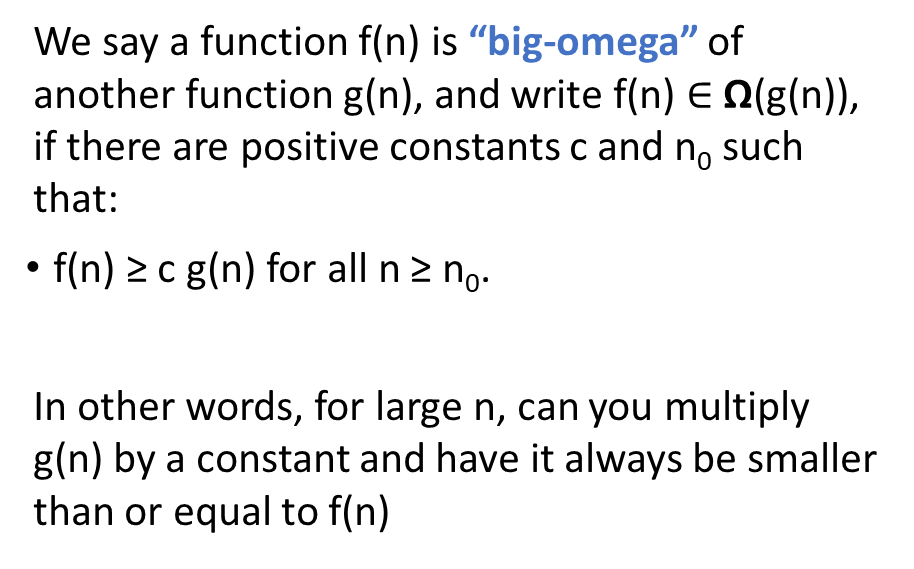 We say a function f(n) is “big-omega” of
another function g(n), and write f(n) ∈ Ω(g(n)),
if there are positive constants c and n₀ such
that:
• f(n) ≥ c g(n) for all n ≥ n₀.
In other words, for large n, can you multiply
g(n) by a constant and have it always be smaller
than or equal to f(n)